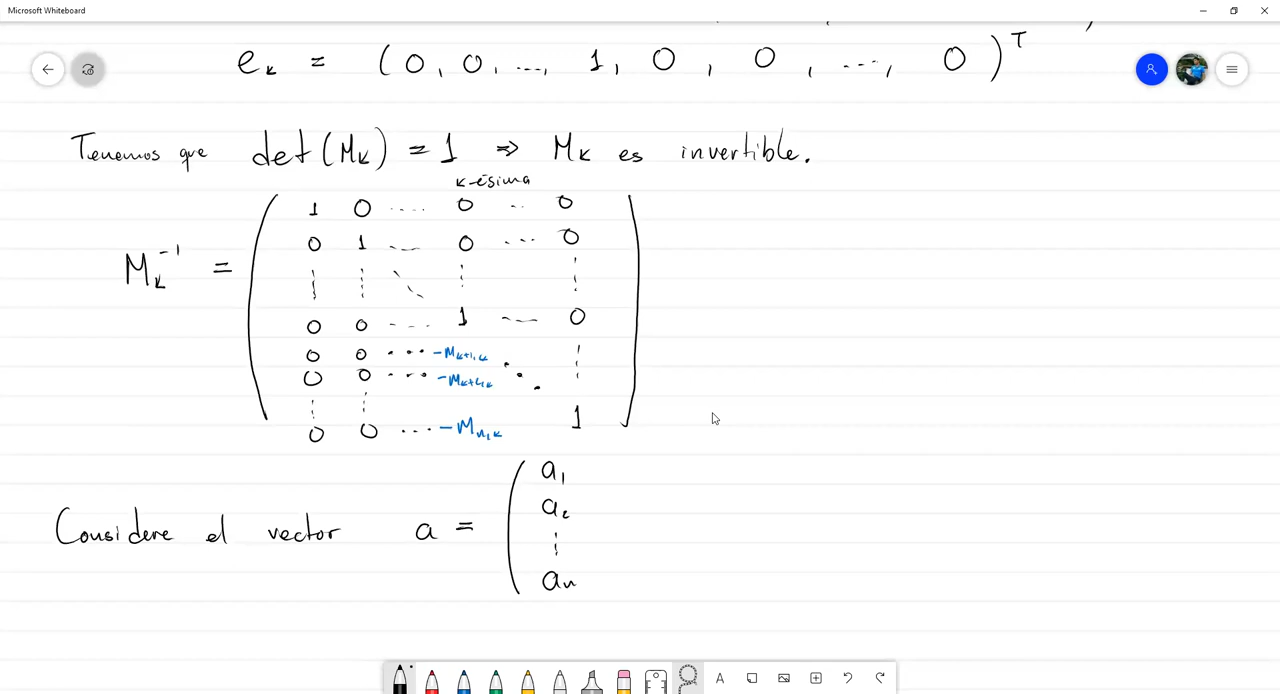 Microsoft Whiteboard
e_k = (0, 0, ..., 1, 0, 0, ..., 0)^T
Tenemos que det(M_k) = 1 ⇒ M_k es invertible.
k-ésima
1 0 .... 0 .. 0
0 1 ... 0 ... 0
M_k^{-1} =
0 0 ... 1 ... 0
0 0 ... -M_{k+1,k}
0 0 ... -M_{k+2,k}
0 0 ... -M_{n,k} 1
a_1
a_2
Considere el vector a =
⋮
a_n
A